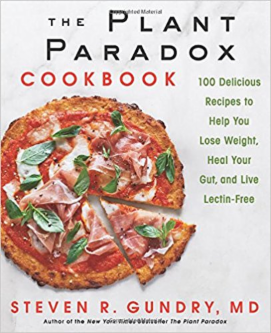 THE PLANT
PARADOX
COOKBOOK
100 Delicious
Recipes to
Help You
Lose Weight,
Heal Your
Gut, and Live
Lectin-Free
STEVEN R. GUNDRY, MD
Author of the New York Times bestseller The Plant Paradox